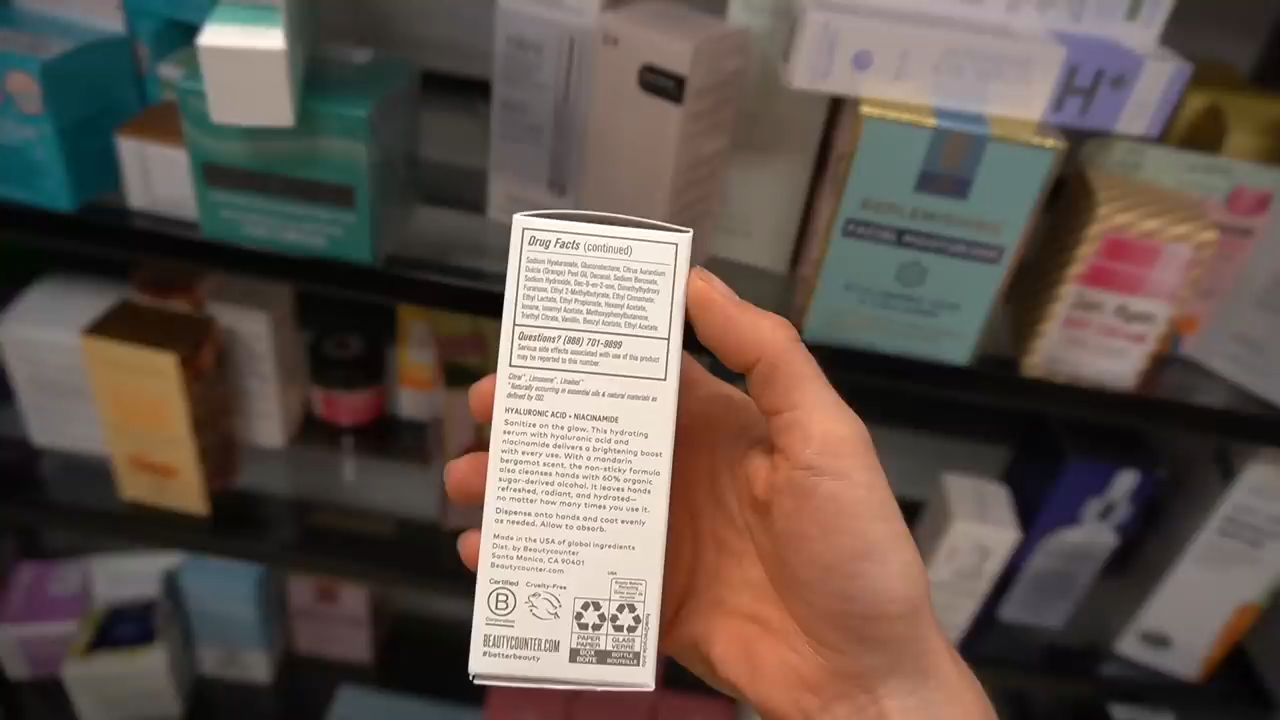 H+
FACIAL MOISTURIZER
Drug Facts (continued)
Sodium Hyaluronate, Gluconolactone, Citrus Aurantium
Dulcis (Orange) Peel Oil, Decanal, Sodium Benzoate,
Sodium Hydroxide, Dec-9-en-2-one, Dimethylhydroxy
Furanone, Ethyl 2-Methylbutyrate, Ethyl Cinnamate,
Ethyl Lactate, Ethyl Propionate, Hexenyl Acetate,
Ionone, Isoamyl Acetate, Methoxyphenylbutanone,
Triethyl Citrate, Vanillin, Benzyl Acetate, Ethyl Acetate
Questions? (888) 701-9899
Serious side effects associated with use of this product
may be reported to this number.
Citral*, Limonene*, Linalool*
*Naturally occurring in essential oils & natural materials as
defined by ISO.
HYALURONIC ACID + NIACINAMIDE
Sanitize on the glow. This hydrating
serum with hyaluronic acid and
niacinamide delivers a brightening boost
with every use. With a mandarin
bergamot scent, the non-sticky formula
also cleanses hands with 60% organic
sugar-derived alcohol. It leaves hands
refreshed, radiant, and hydrated—
no matter how many times you use it.
Dispense onto hands and coat evenly
as needed. Allow to absorb.
Made in the USA of global ingredients
Dist. by Beautycounter
Santa Monica, CA 90401
Beautycounter.com
Certified
B
Corporation
Cruelty-Free
USA
Empty Before
Recycling
PAPER
PAPIER
BOX
BOÎTE
GLASS
VERRE
BOTTLE
BOUTEILLE
how2recycle.info
BEAUTYCOUNTER.COM
#betterbeauty